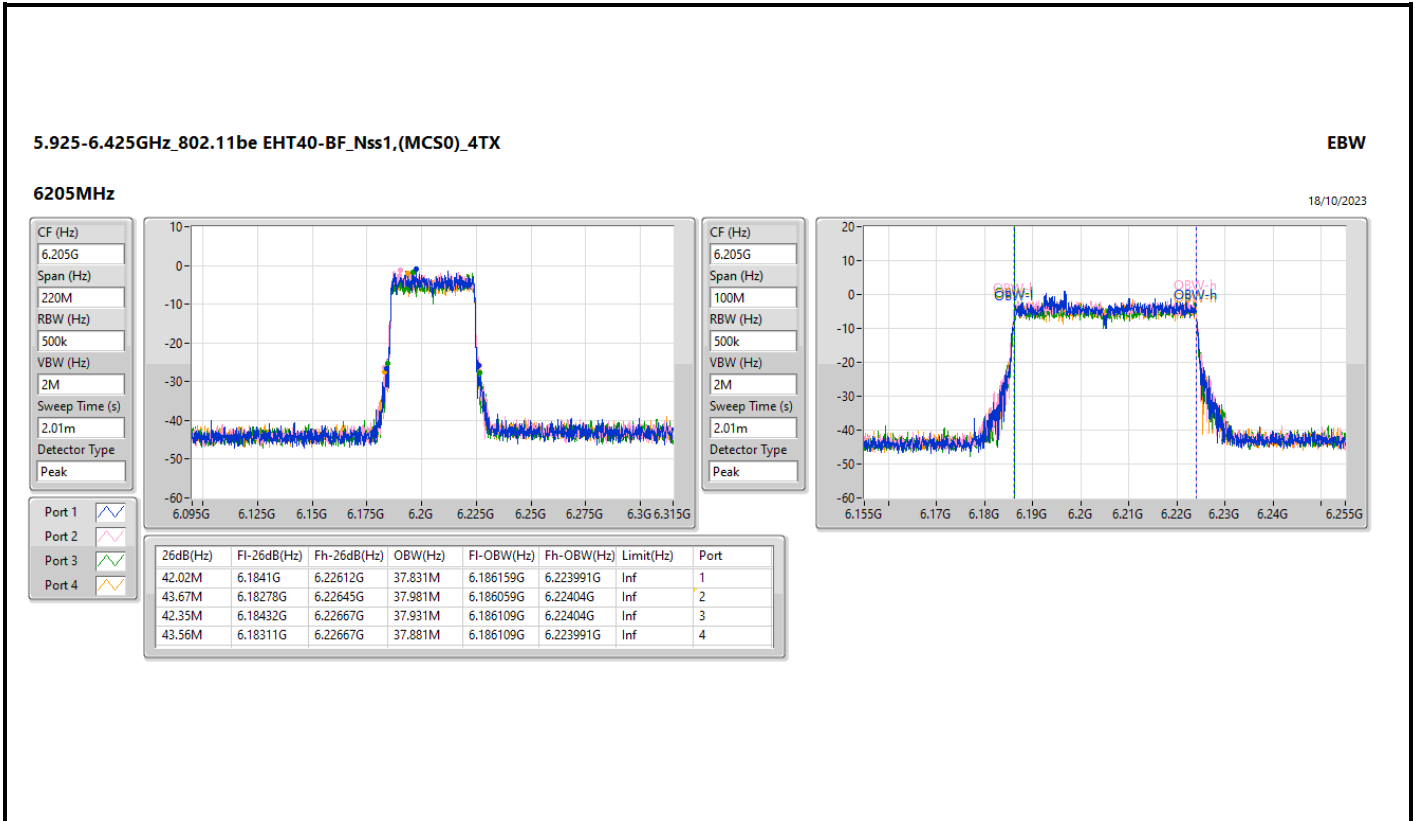 5.925-6.425GHz_802.11be EHT40-BF_Nss1,(MCS0)_4TX EBW
6205MHz
18/10/2023
CF (Hz)
6.205G
Span (Hz)
220M
RBW (Hz)
500k
VBW (Hz)
2M
Sweep Time (s)
2.01m
Detector Type
Peak
10
0
-10
-20
-30
-40
-50
-60
6.095G 6.125G 6.15G 6.175G 6.2G 6.225G 6.25G 6.275G 6.3G 6.315G
CF (Hz)
6.205G
Span (Hz)
100M
RBW (Hz)
500k
VBW (Hz)
2M
Sweep Time (s)
2.01m
Detector Type
Peak
20
10
0
-10
-20
-30
-40
-50
-60
OBW-l OBW-h
OBW-l OBW-h
6.155G 6.17G 6.18G 6.19G 6.2G 6.21G 6.22G 6.23G 6.24G 6.255G
Port 1
Port 2
Port 3
Port 4
26dB(Hz) Fl-26dB(Hz) Fh-26dB(Hz) OBW(Hz) Fl-OBW(Hz) Fh-OBW(Hz) Limit(Hz) Port
42.02M 6.1841G 6.22612G 37.831M 6.186159G 6.223991G Inf 1
43.67M 6.18278G 6.22645G 37.981M 6.186059G 6.22404G Inf 2
42.35M 6.18432G 6.22667G 37.931M 6.186109G 6.22404G Inf 3
43.56M 6.18311G 6.22667G 37.881M 6.186109G 6.223991G Inf 4